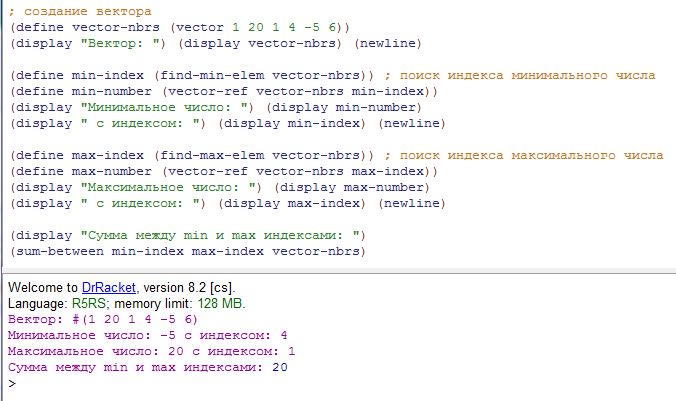 ; создание вектора
(define vector-nbrs (vector 1 20 1 4 -5 6))
(display "Вектор: ") (display vector-nbrs) (newline)
(define min-index (find-min-elem vector-nbrs)) ; поиск индекса минимального числа
(define min-number (vector-ref vector-nbrs min-index))
(display "Минимальное число: ") (display min-number)
(display " с индексом: ") (display min-index) (newline)
(define max-index (find-max-elem vector-nbrs)) ; поиск индекса максимального числа
(define max-number (vector-ref vector-nbrs max-index))
(display "Максимальное число: ") (display max-number)
(display " с индексом: ") (display max-index) (newline)
(display "Сумма между min и max индексами: ")
(sum-between min-index max-index vector-nbrs)
Welcome to DrRacket, version 8.2 [cs].
Language: R5RS; memory limit: 128 MB.
Вектор: #(1 20 1 4 -5 6)
Минимальное число: -5 с индексом: 4
Максимальное число: 20 с индексом: 1
Сумма между min и max индексами: 20
>